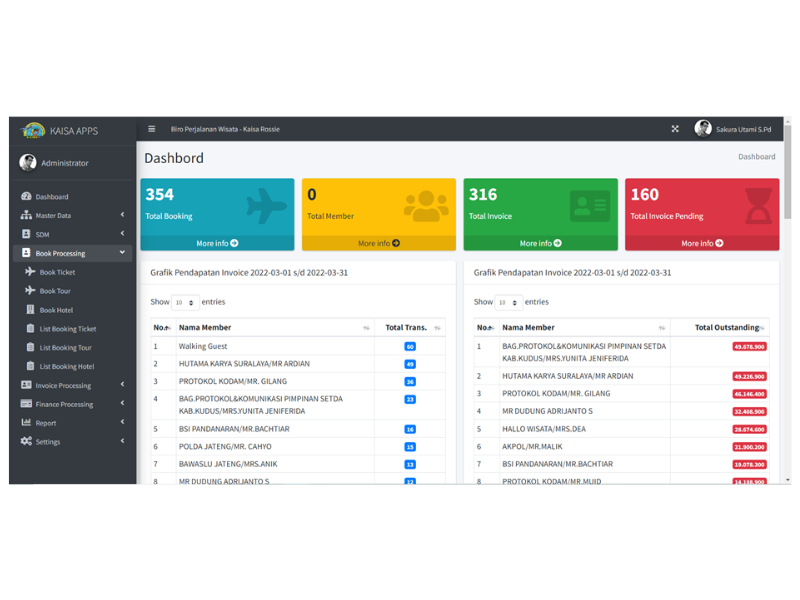 KAISA APPS
Biro Perjalanan Wisata - Kaisa Rossie
Sakura Utami S.Pd
Administrator
Dashboard
Master Data
SDM
Book Processing
Book Ticket
Book Tour
Book Hotel
List Booking Ticket
List Booking Tour
List Booking Hotel
Invoice Processing
Finance Processing
Report
Settings
Dashbord
Dashboard
354
Total Booking
More info
0
Total Member
More info
316
Total Invoice
More info
160
Total Invoice Pending
More info
Grafik Pendapatan Invoice 2022-03-01 s/d 2022-03-31
Show 10 entries
No. Nama Member Total Trans.
1 Walking Guest 60
2 HUTAMA KARYA SURALAYA/MR ARDIAN 49
3 PROTOKOL KODAM/MR. GILANG 26
4 BAG.PROTOKOL&KOMUNIKASI PIMPINAN SETDA 23
KAB.KUDUS/MRS.YUNITA JENIFERIDA
5 BSI PANDANARAN/MR.BACHTIAR 16
6 POLDA JATENG/MR. CAHYO 15
7 BAWASLU JATENG/MRS.ANIK 13
8 MR DUDUNG ADRIJANTO S 12
Grafik Pendapatan Invoice 2022-03-01 s/d 2022-03-31
Show 10 entries
No. Nama Member Total Outstanding
1 BAG.PROTOKOL&KOMUNIKASI PIMPINAN SETDA 49.678.900
KAB.KUDUS/MRS.YUNITA JENIFERIDA
2 HUTAMA KARYA SURALAYA/MR ARDIAN 49.226.900
3 PROTOKOL KODAM/MR. GILANG 46.146.400
4 MR DUDUNG ADRIJANTO S 32.408.900
5 HALLO WISATA/MRS.DEA 28.674.600
6 AKPOL/MR.MALIK 21.900.200
7 BSI PANDANARAN/MR.BACHTIAR 19.078.200
8 PROTOKOL KODAM/MR.MUID